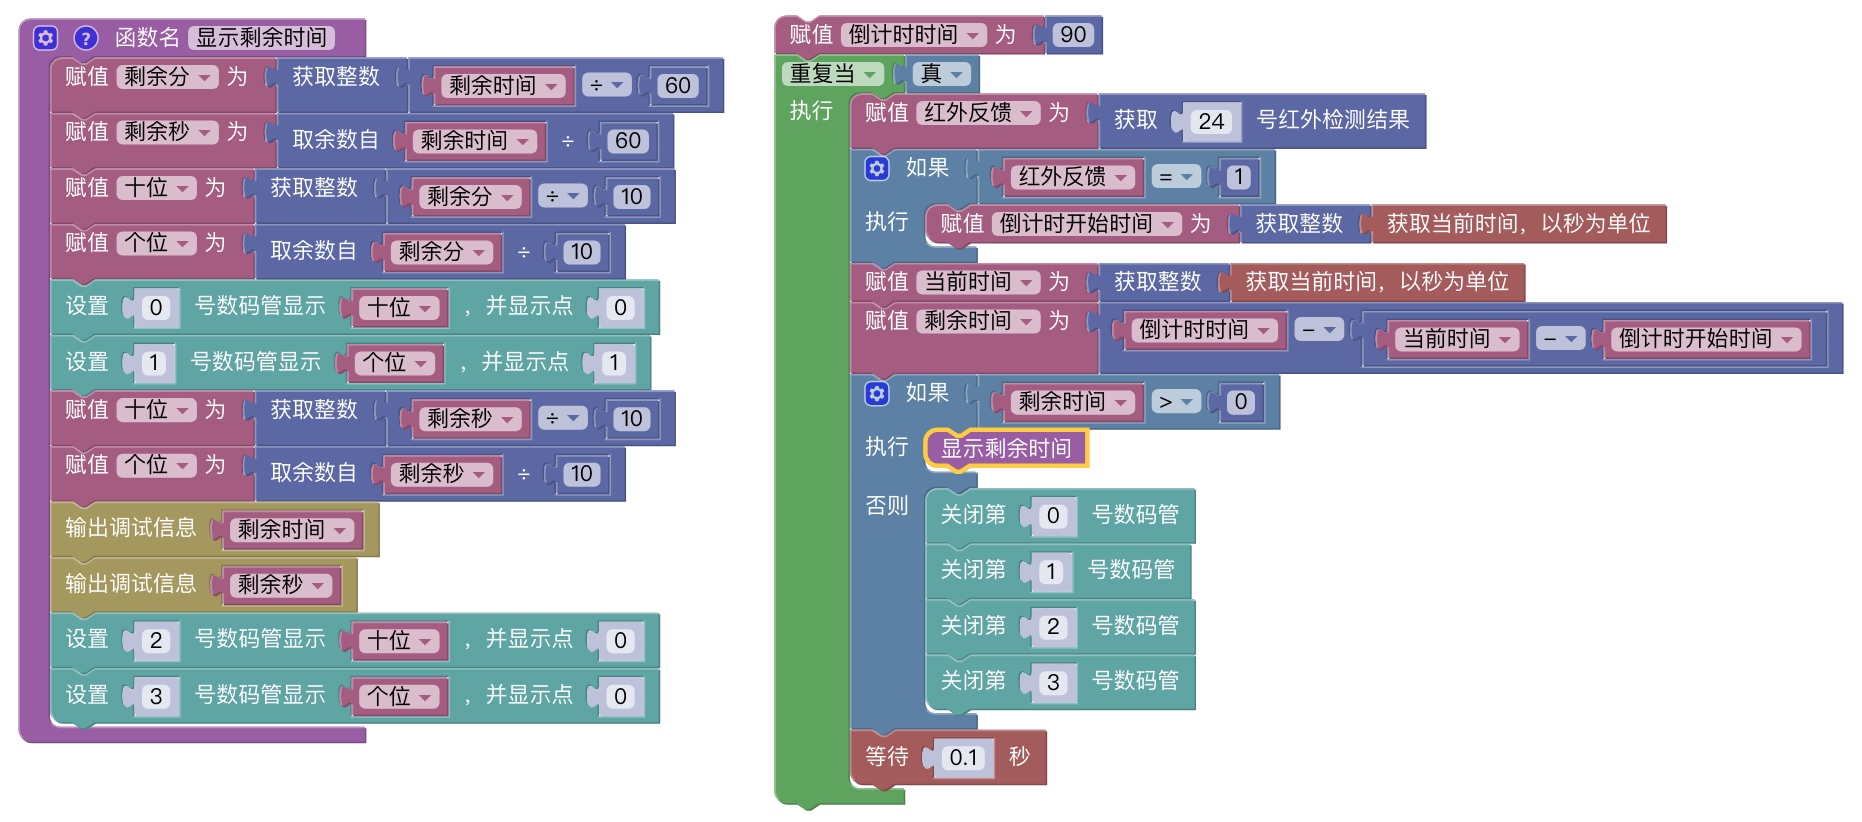 函数名 显示剩余时间
赋值 剩余分 为 获取整数 剩余时间 ÷ 60
赋值 剩余秒 为 取余数自 剩余时间 ÷ 60
赋值 十位 为 获取整数 剩余分 ÷ 10
赋值 个位 为 取余数自 剩余分 ÷ 10
设置 0 号数码管显示 十位 ，并显示点 0
设置 1 号数码管显示 个位 ，并显示点 1
赋值 十位 为 获取整数 剩余秒 ÷ 10
赋值 个位 为 取余数自 剩余秒 ÷ 10
输出调试信息 剩余时间
输出调试信息 剩余秒
设置 2 号数码管显示 十位 ，并显示点 0
设置 3 号数码管显示 个位 ，并显示点 0
赋值 倒计时时间 为 90
重复当 真
执行 赋值 红外反馈 为 获取 24 号红外检测结果
如果 红外反馈 = 1
执行 赋值 倒计时开始时间 为 获取整数 获取当前时间，以秒为单位
赋值 当前时间 为 获取整数 获取当前时间，以秒为单位
赋值 剩余时间 为 倒计时时间 - 当前时间 - 倒计时开始时间
如果 剩余时间 > 0
执行 显示剩余时间
否则 关闭第 0 号数码管
关闭第 1 号数码管
关闭第 2 号数码管
关闭第 3 号数码管
等待 0.1 秒